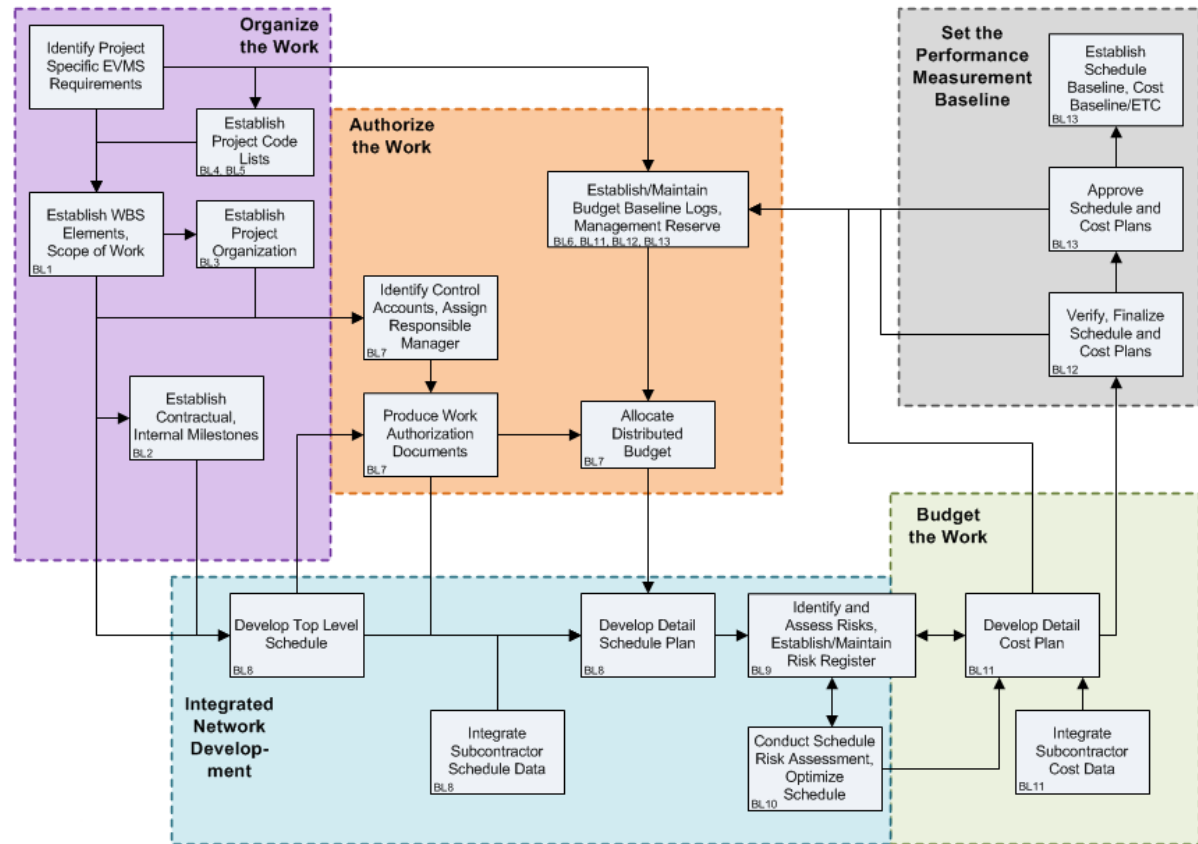 Organize
the Work
Identify Project
Specific EVMS
Requirements
Establish
Project Code
Lists
BL4, BL5
Establish WBS
Elements,
Scope of Work
BL1
Establish
Project
Organization
BL3
Establish
Contractual,
Internal Milestones
BL2
Authorize
the Work
Establish/Maintain
Budget Baseline Logs,
Management Reserve
BL6, BL11, BL12, BL13
Identify Control
Accounts, Assign
Responsible
Manager
BL7
Produce Work
Authorization
Documents
BL7
Allocate
Distributed
Budget
BL7
Set the
Performance
Measurement
Baseline
Establish
Schedule
Baseline, Cost
Baseline/ETC
BL13
Approve
Schedule and
Cost Plans
BL13
Verify, Finalize
Schedule and
Cost Plans
BL12
Budget
the Work
Develop Top Level
Schedule
BL8
Develop Detail
Schedule Plan
BL8
Identify and
Assess Risks,
Establish/Maintain
Risk Register
BL9
Develop Detail
Cost Plan
BL11
Integrated
Network
Develop-
ment
Integrate
Subcontractor
Schedule Data
BL8
Conduct Schedule
Risk Assessment,
Optimize
Schedule
BL10
Integrate
Subcontractor
Cost Data
BL11